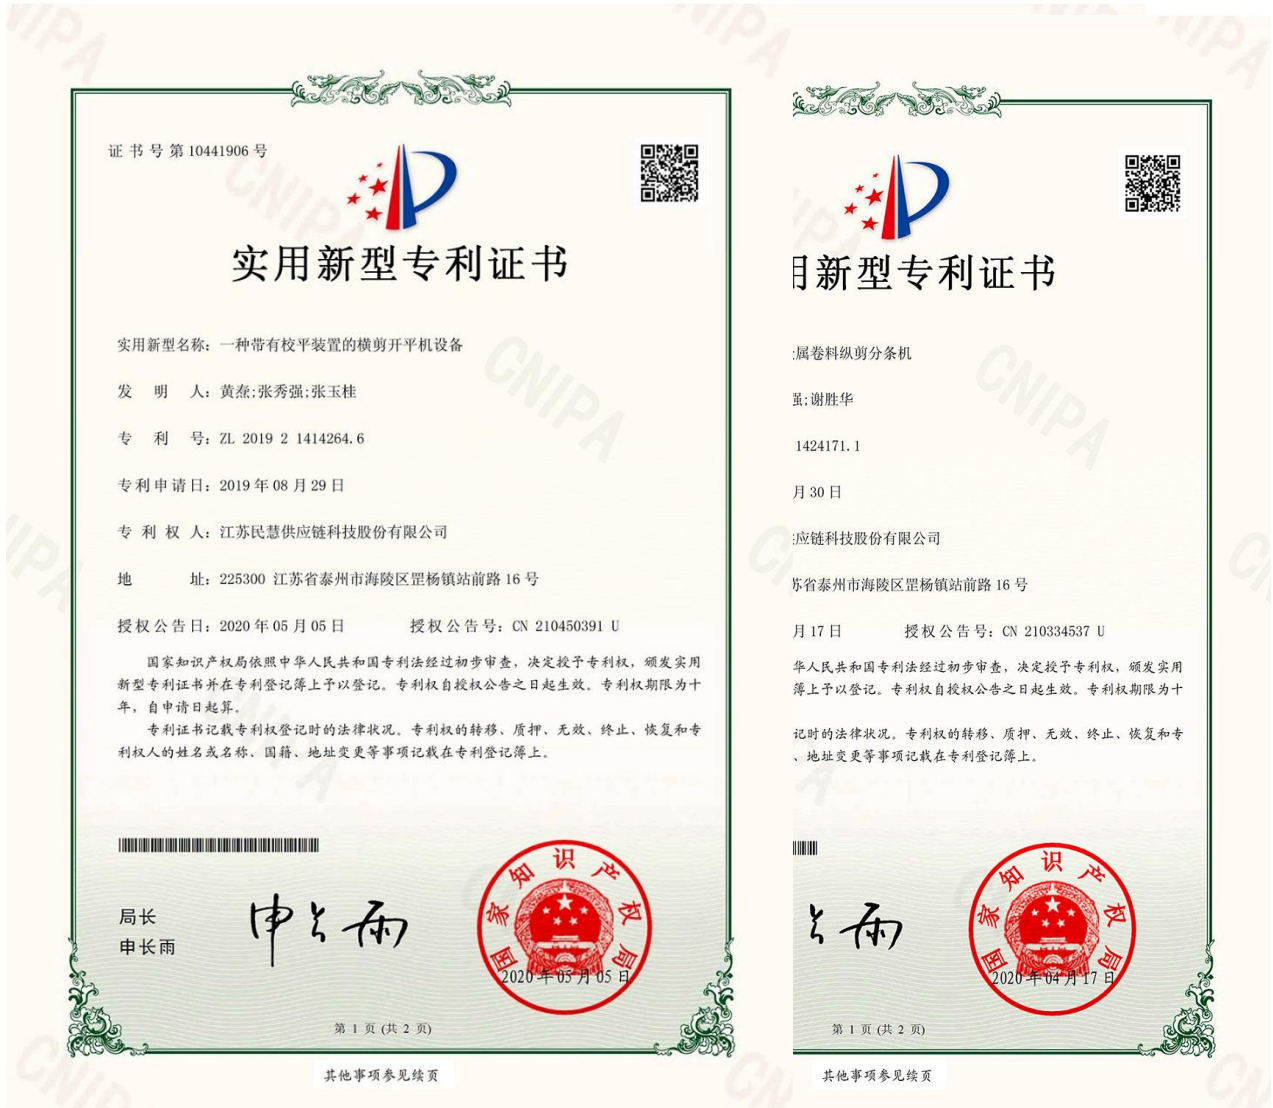 证书号第10441906号
实用新型专利证书
实用新型名称：一种带有校平装置的横剪开平机设备
发 明 人：黄焘;张秀强;张玉桂
专 利 号：ZL 2019 2 1414264.6
专利申请日：2019年08月29日
专 利 权 人：江苏民慧供应链科技股份有限公司
地 址：225300 江苏省泰州市海陵区罡杨镇站前路16号
授权公告日：2020年05月05日 授权公告号：CN 210450391 U
国家知识产权局依照中华人民共和国专利法经过初步审查，决定授予专利权，颁发实用
新型专利证书并在专利登记簿上予以登记。专利权自授权公告之日起生效。专利权期限为十
年，自申请日起算。
专利证书记载专利权登记时的法律状况。专利权的转移、质押、无效、终止、恢复和专
利权人的姓名或名称、国籍、地址变更等事项记载在专利登记簿上。
局长
申长雨
申长雨
国家知识产权局
2020年05月05日
第 1 页 (共 2 页)
其他事项参见续页
用新型专利证书
属卷料纵剪分条机
强;谢胜华
1424171.1
月30日
应链科技股份有限公司
苏省泰州市海陵区罡杨镇站前路16号
月17日 授权公告号：CN 210334537 U
华人民共和国专利法经过初步审查，决定授予专利权，颁发实用
簿上予以登记。专利权自授权公告之日起生效。专利权期限为十
记时的法律状况。专利权的转移、质押、无效、终止、恢复和专
、地址变更等事项记载在专利登记簿上。
长雨
国家知识产权局
2020年04月17日
第 1 页 (共 2 页)
其他事项参见续页
CNIPA
CNIPA
CNIPA
CNIPA
CNIPA